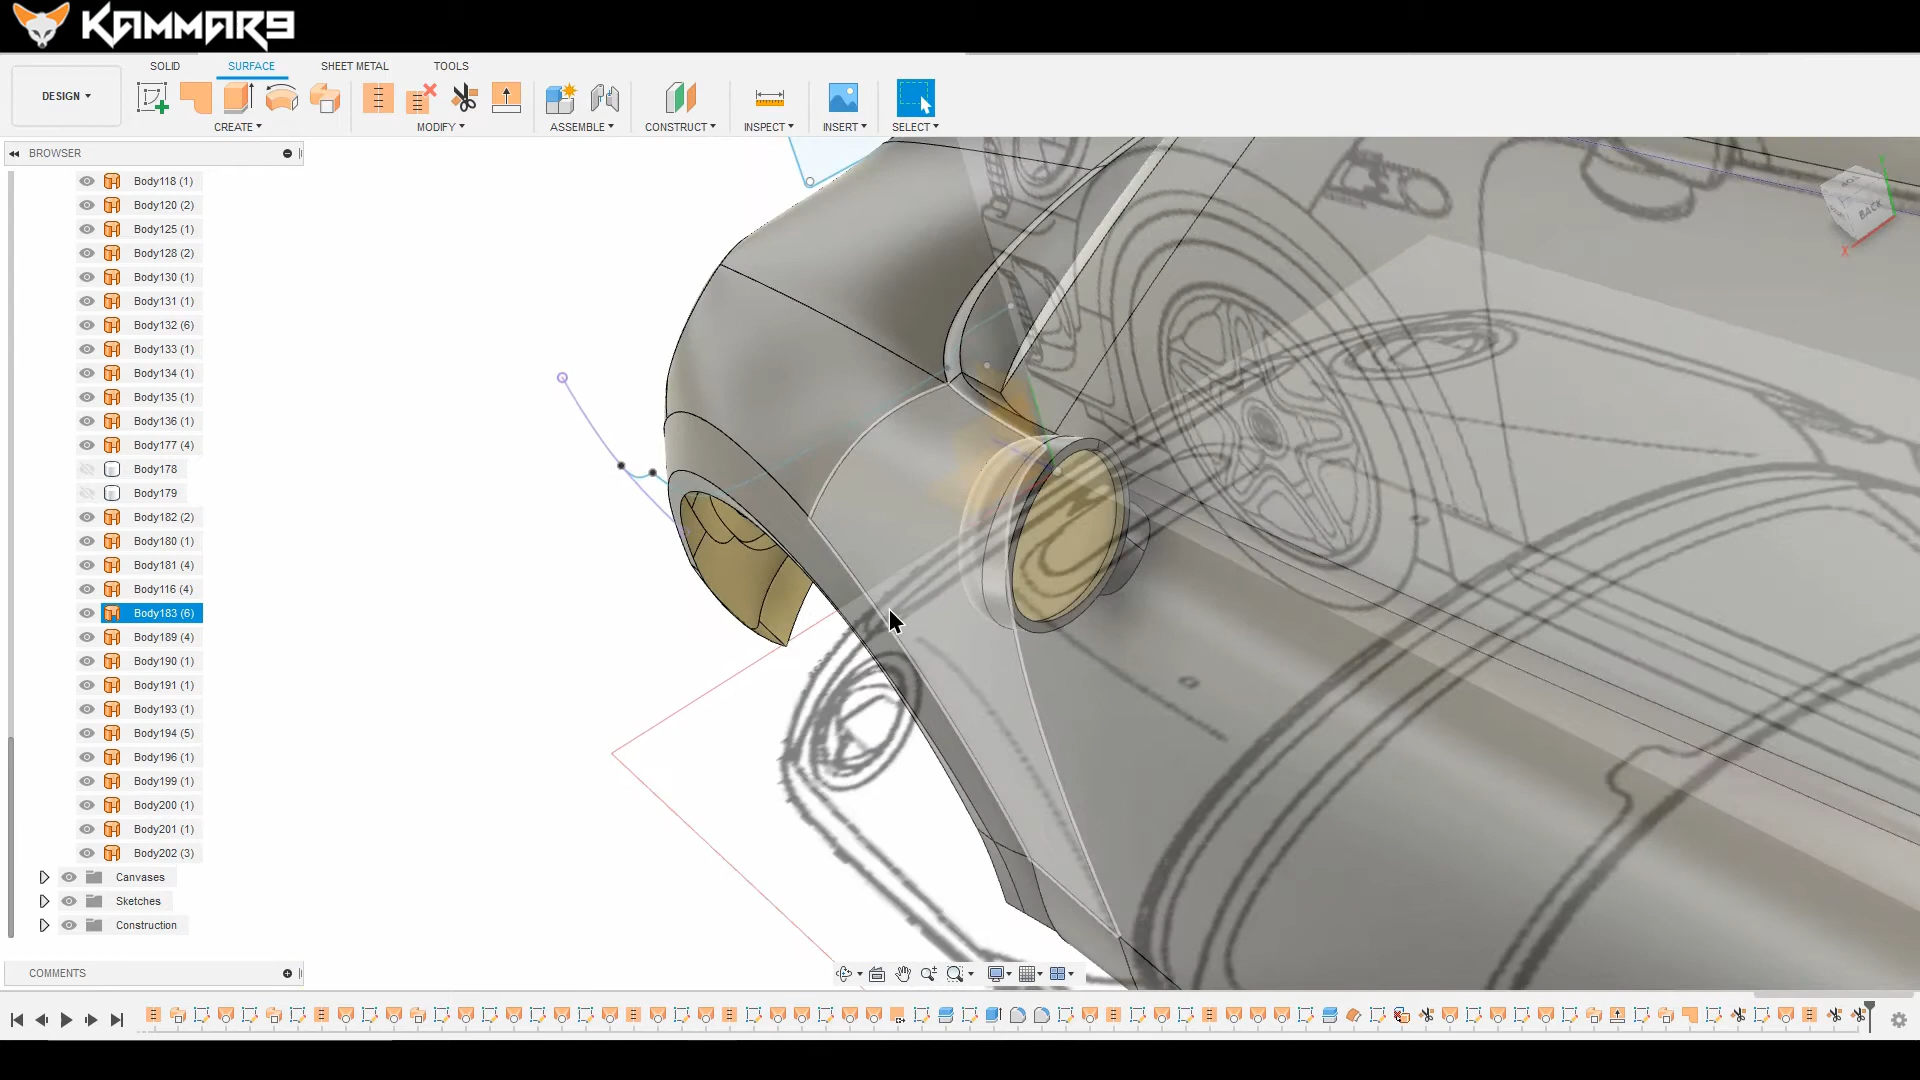 KAMMAR9
SOLID SURFACE SHEET METAL TOOLS
DESIGN
CREATE MODIFY ASSEMBLE CONSTRUCT INSPECT INSERT SELECT
BROWSER
Body118 (1)
Body120 (2)
Body125 (1)
Body128 (2)
Body130 (1)
Body131 (1)
Body132 (6)
Body133 (1)
Body134 (1)
Body135 (1)
Body136 (1)
Body177 (4)
Body178
Body179
Body182 (2)
Body180 (1)
Body181 (4)
Body116 (4)
Body183 (6)
Body189 (4)
Body190 (1)
Body191 (1)
Body193 (1)
Body194 (5)
Body196 (1)
Body199 (1)
Body200 (1)
Body201 (1)
Body202 (3)
Canvases
Sketches
Construction
COMMENTS
BACK
X
Y